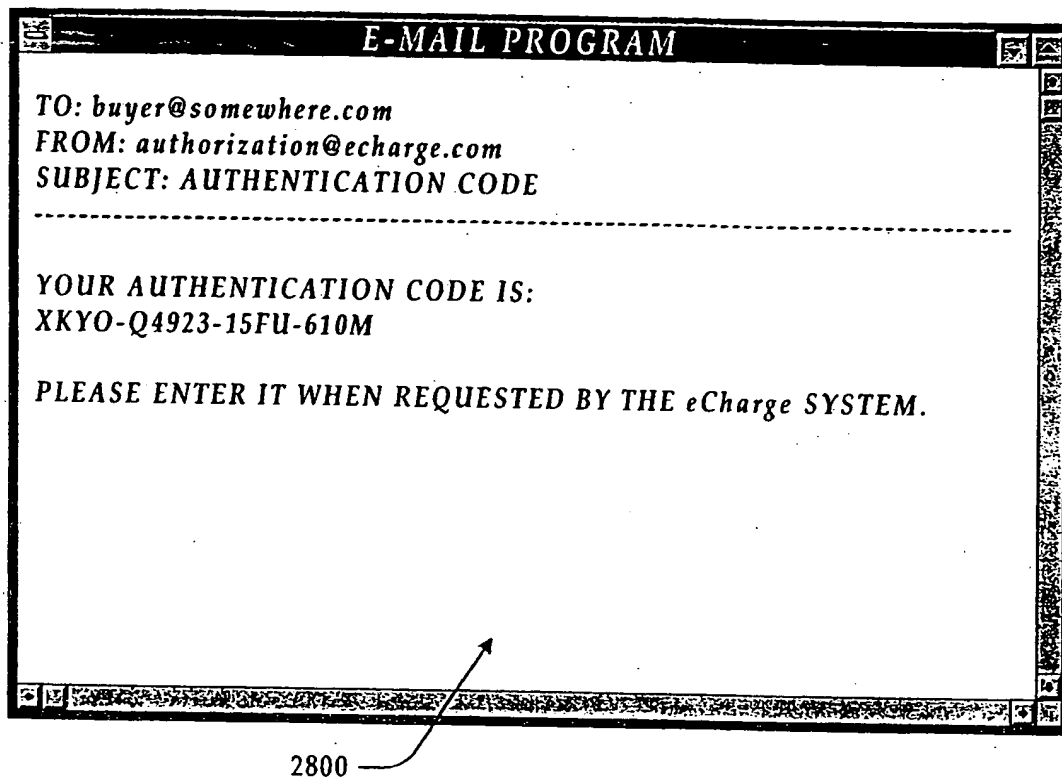 E-MAIL PROGRAM
TO: buyer@somewhere.com
FROM: authorization@echarge.com
SUBJECT: AUTHENTICATION CODE
YOUR AUTHENTICATION CODE IS:
XKYO-Q4923-15FU-610M
PLEASE ENTER IT WHEN REQUESTED BY THE eCharge SYSTEM.
2800